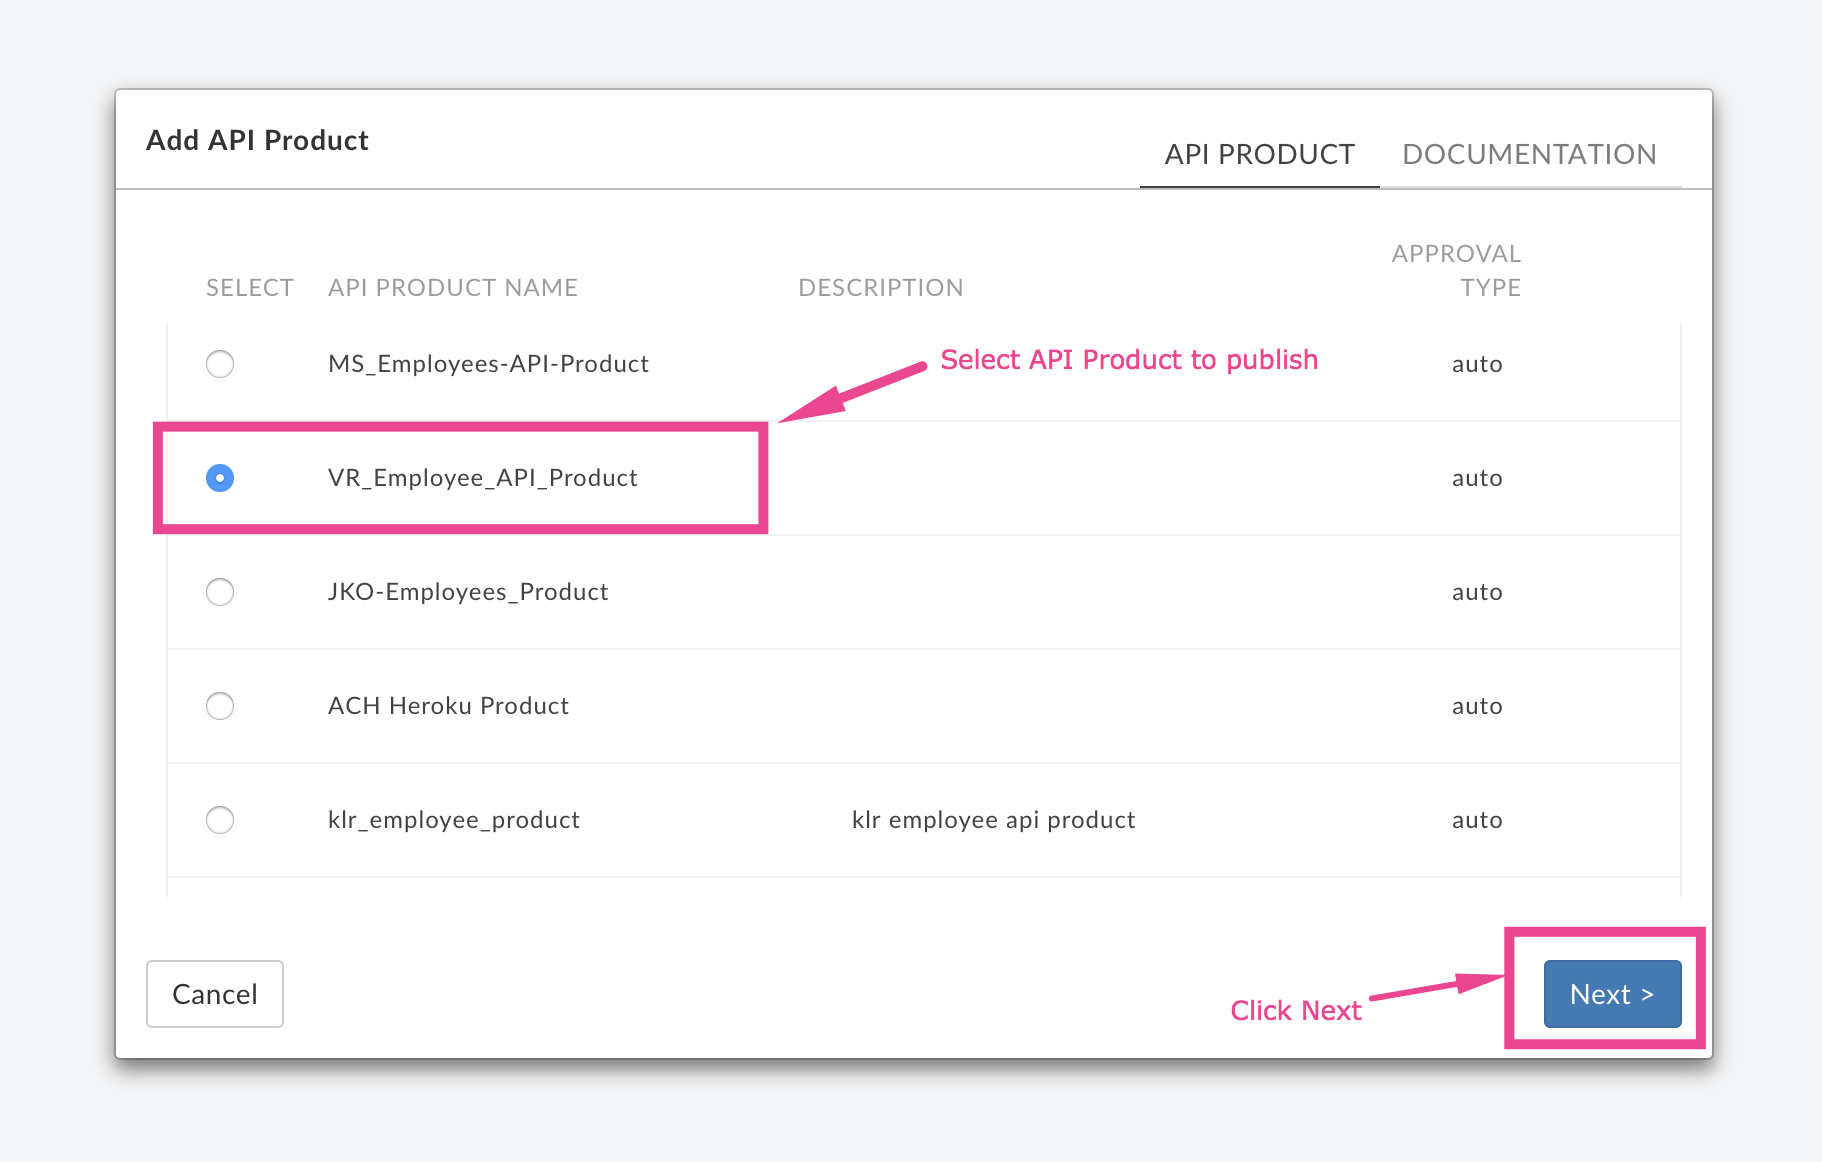 Add API Product
API PRODUCT DOCUMENTATION
SELECT API PRODUCT NAME DESCRIPTION APPROVAL TYPE
MS_Employees-API-Product auto
Select API Product to publish
VR_Employee_API_Product auto
JKO-Employees_Product auto
ACH Heroku Product auto
klr_employee_product klr employee api product auto
Cancel Click Next Next >